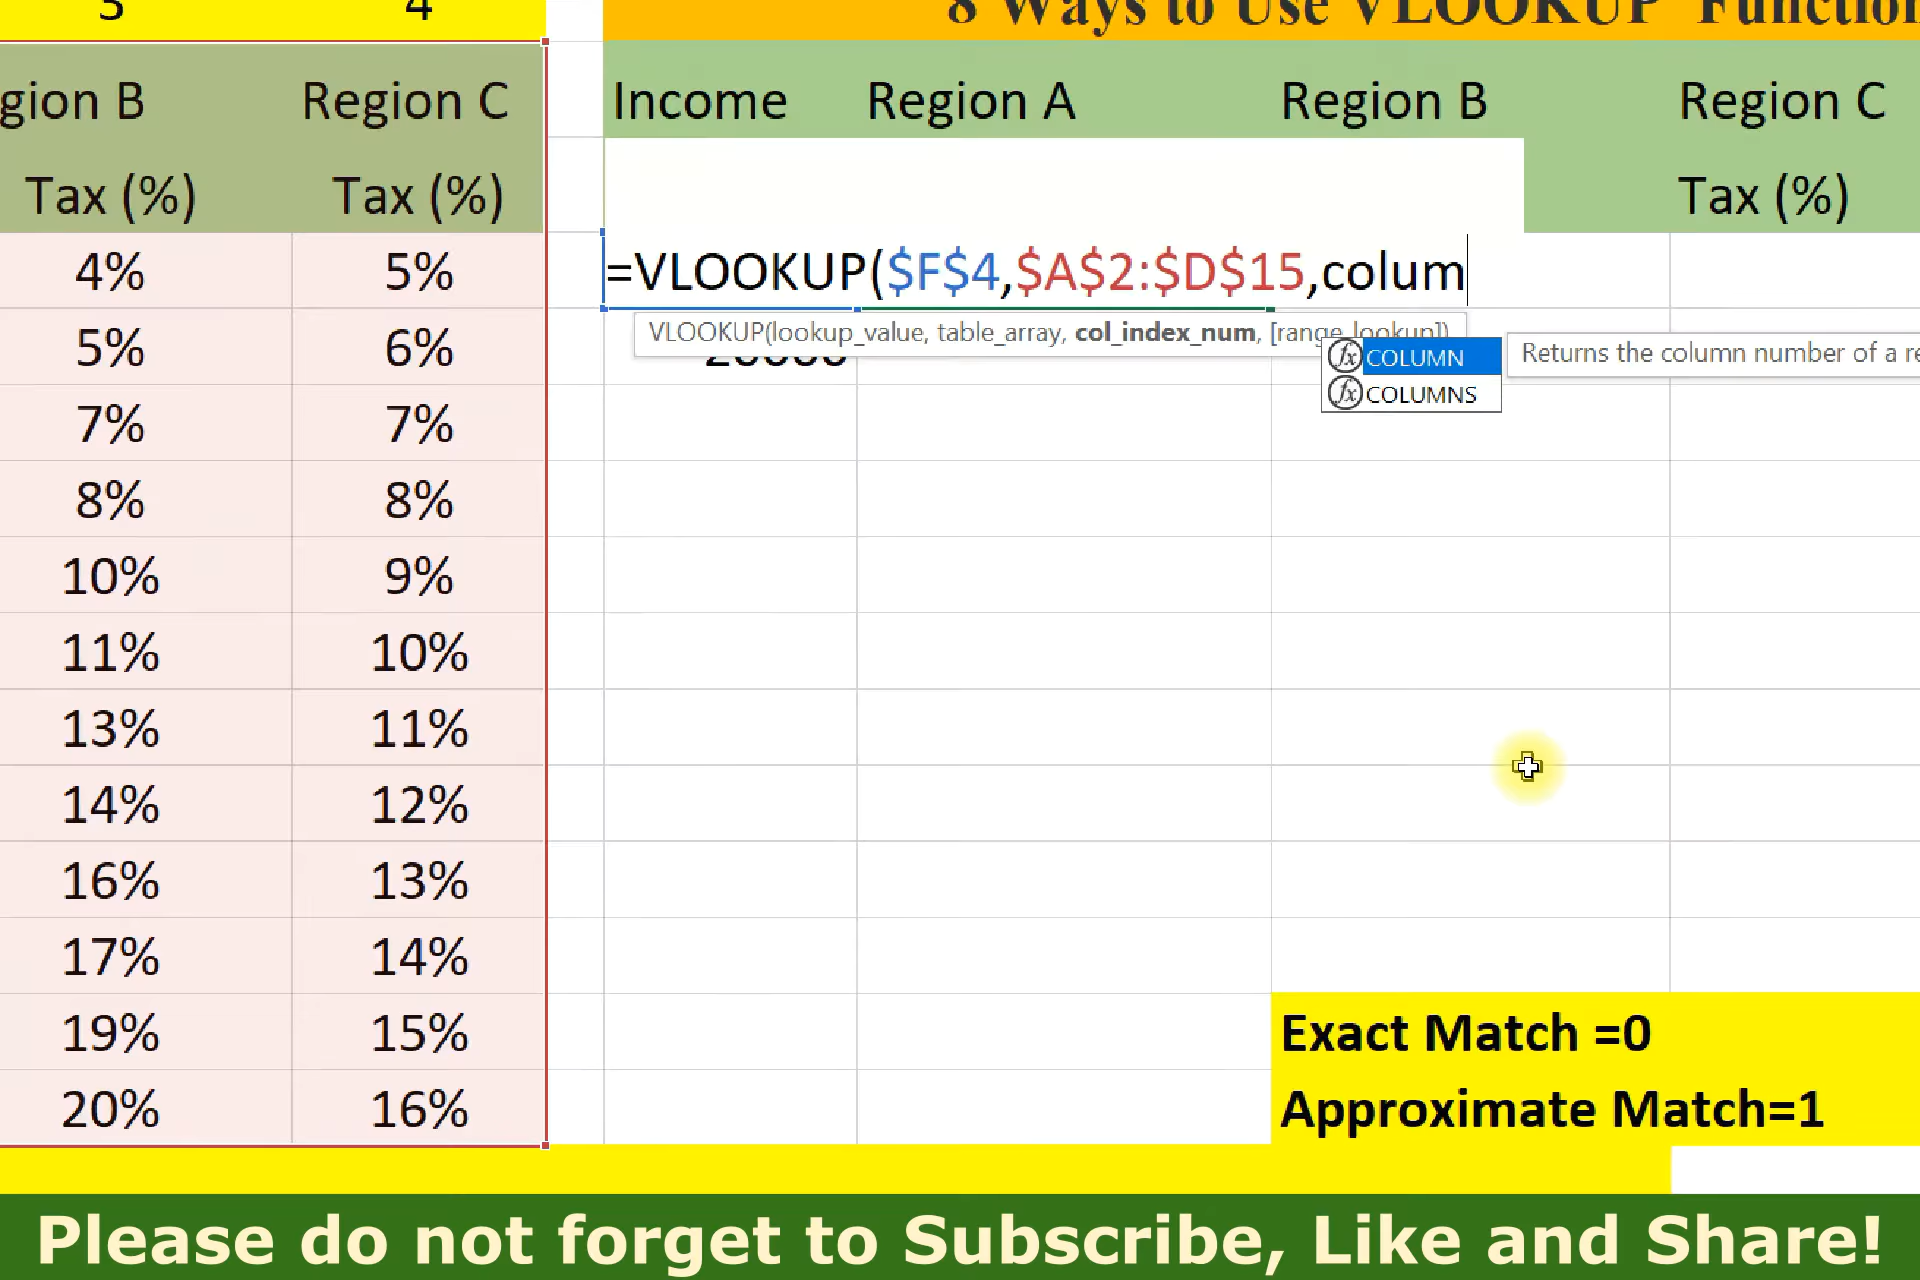 3 4 8 Ways to Use VLOOKUP Function
gion B Region C Income Region A Region B Region C
Tax (%) Tax (%) Tax (%)
4% 5% =VLOOKUP($F$4,$A$2:$D$15,colum
VLOOKUP(lookup_value, table_array, col_index_num, [range_lookup])
5% 6% COLUMN Returns the column number of a re
COLUMNS
7% 7%
8% 8%
10% 9%
11% 10%
13% 11%
14% 12%
16% 13%
17% 14%
19% 15% Exact Match =0
20% 16% Approximate Match=1
Please do not forget to Subscribe, Like and Share!